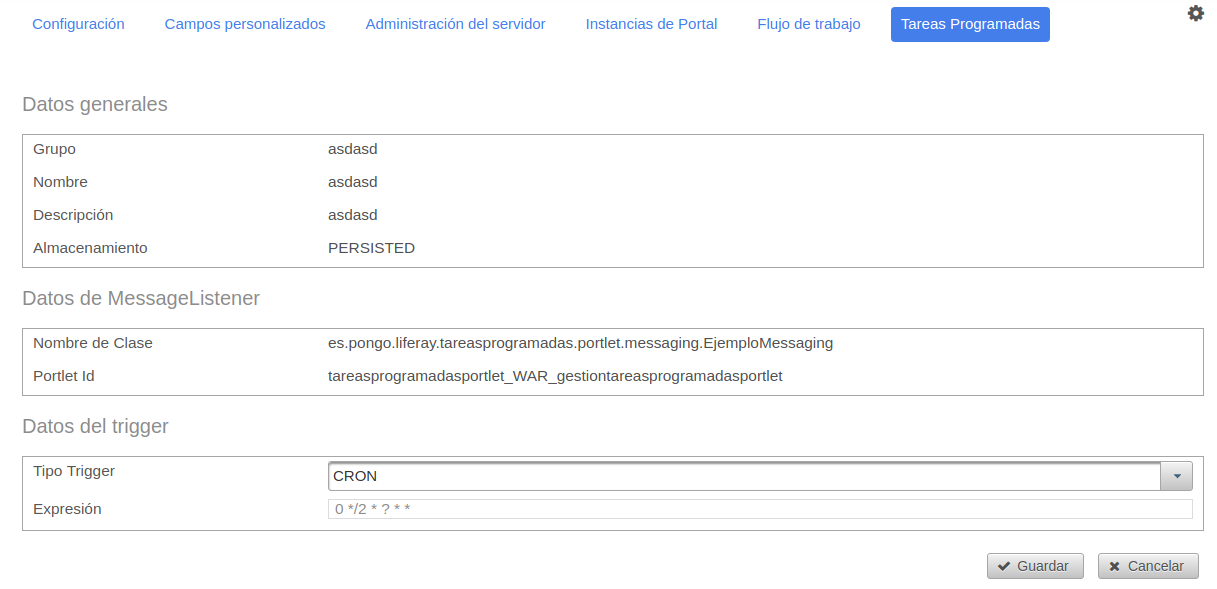 Configuración Campos personalizados Administración del servidor Instancias de Portal Flujo de trabajo Tareas Programadas
Datos generales
Grupo asdasd
Nombre asdasd
Descripción asdasd
Almacenamiento PERSISTED
Datos de MessageListener
Nombre de Clase es.pongo.liferay.tareasprogramadas.portlet.messaging.EjemploMessaging
Portlet Id tareasprogramadasportlet_WAR_gestiontareasprogramadasportlet
Datos del trigger
Tipo Trigger CRON
Expresión 0 */2 * ? * *
Guardar Cancelar